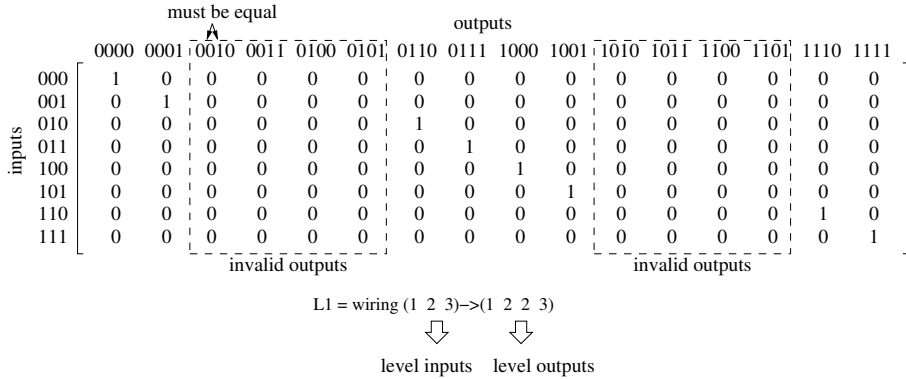 must be equal
outputs
0000 0001 0010 0011 0100 0101 0110 0111 1000 1001 1010 1011 1100 1101 1110 1111
inputs
000 1 0 0 0 0 0 0 0 0 0 0 0 0 0 0 0
001 0 1 0 0 0 0 0 0 0 0 0 0 0 0 0 0
010 0 0 0 0 0 0 1 0 0 0 0 0 0 0 0 0
011 0 0 0 0 0 0 0 1 0 0 0 0 0 0 0 0
100 0 0 0 0 0 0 0 0 1 0 0 0 0 0 0 0
101 0 0 0 0 0 0 0 0 0 1 0 0 0 0 0 0
110 0 0 0 0 0 0 0 0 0 0 0 0 0 0 1 0
111 0 0 0 0 0 0 0 0 0 0 0 0 0 0 0 1
invalid outputs invalid outputs
L1 = wiring (1 2 3)−>(1 2 2 3)
level inputs level outputs